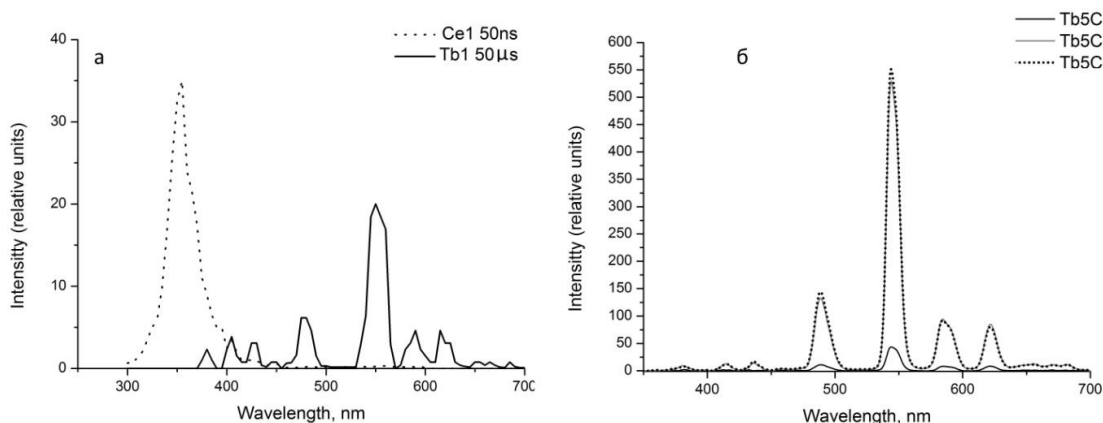 а
Ce1 50ns
Tb1 50µs
40
30
20
10
0
300
400
500
600
700
Intensitty (relative units)
Wavelength, nm
б
Tb5C
Tb5C
Tb5C
600
550
500
450
400
350
300
250
200
150
100
50
0
400
500
600
700
Intensitty (relative units)
Wavelength, nm